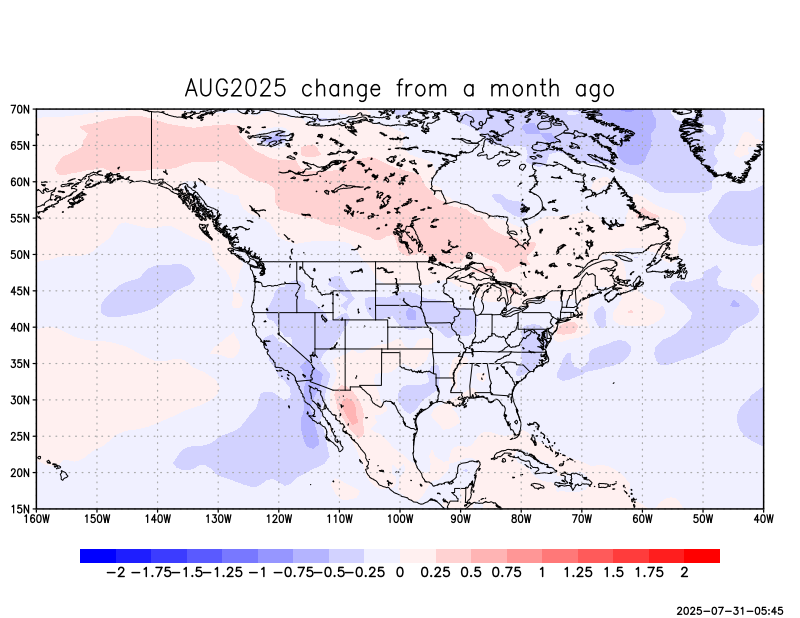 AUG2025 change from a month ago
70N
65N
60N
55N
50N
45N
40N
35N
30N
25N
20N
15N
160W 150W 140W 130W 120W 110W 100W 90W 80W 70W 60W 50W 40W
-2 -1.75 -1.5 -1.25 -1 -0.75 -0.5 -0.25 0 0.25 0.5 0.75 1 1.25 1.5 1.75 2
2025-07-31-05:45